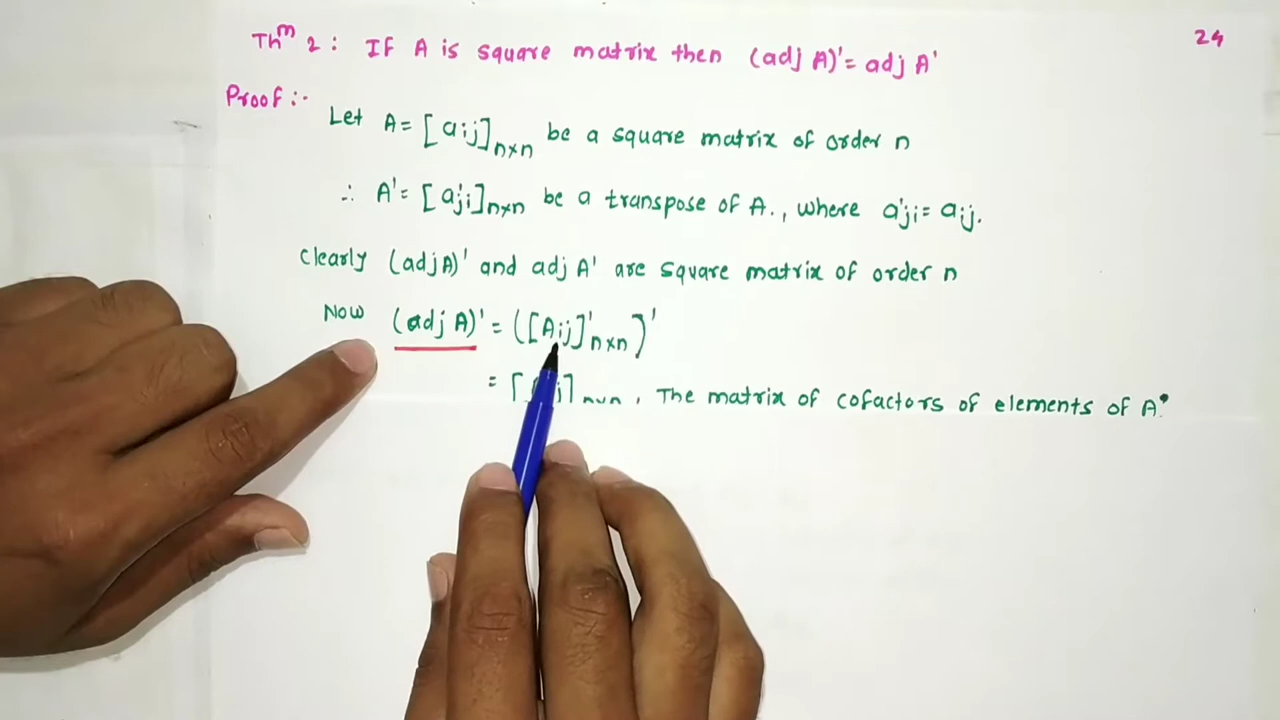 24
Thm 2: If A is square matrix then (adj A)' = adj A'
Proof:-
Let A = [aij]n×n be a square matrix of order n
∴ A' = [a'ji]n×n be a transpose of A., where a'ji = aij.
Clearly (adj A)' and adj A' are square matrix of order n
Now (adj A)' = ([Aij]'n×n)'
= [ j]n×n, The matrix of cofactors of elements of A.